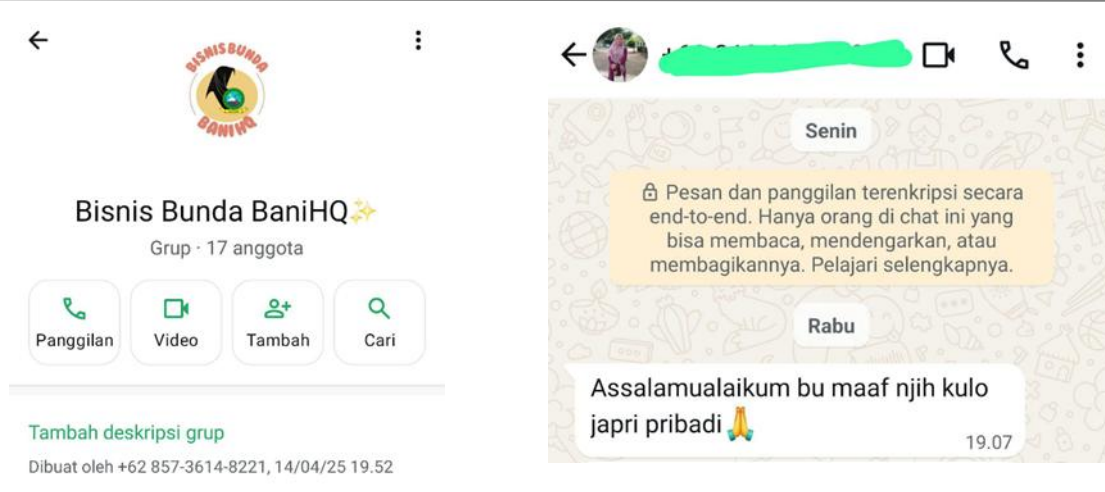 BISNIS BUNDA
BANI HQ
Bisnis Bunda BaniHQ✨
Grup · 17 anggota
Panggilan Video Tambah Cari
Tambah deskripsi grup
Dibuat oleh +62 857-3614-8221, 14/04/25 19.52
Senin
Pesan dan panggilan terenkripsi secara
end-to-end. Hanya orang di chat ini yang
bisa membaca, mendengarkan, atau
membagikannya. Pelajari selengkapnya.
Rabu
Assalamualaikum bu maaf njih kulo
japri pribadi🙏
19.07